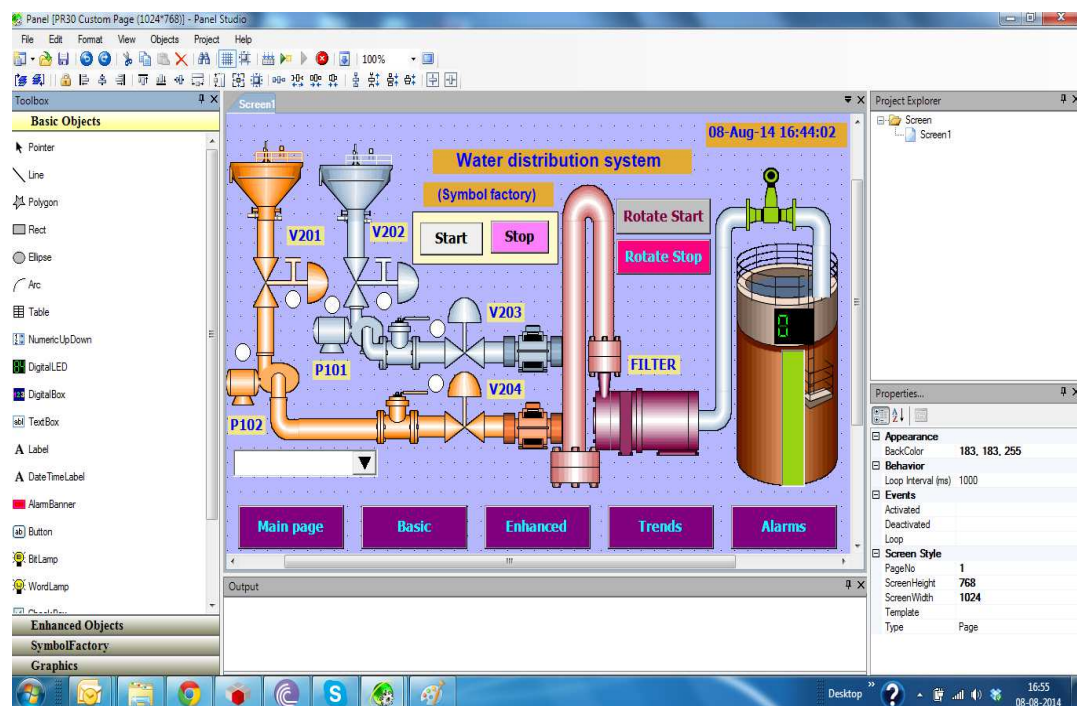 Panel [PR30 Custom Page (1024*768)] - Panel Studio
File Edit Format View Objects Project Help
100%
Toolbox
Basic Objects
Pointer
Line
Polygon
Rect
Ellipse
Arc
Table
NumericUpDown
DigitalLED
DigitalBox
TextBox
Label
DateTimeLabel
AlarmBanner
Button
BitLamp
WordLamp
Enhanced Objects
SymbolFactory
Graphics
Screen1
08-Aug-14 16:44:02
Water distribution system
(Symbol factory)
Start Stop
Rotate Start
Rotate Stop
V201
V202
V203
P101
FILTER
V204
P102
0
Main page Basic Enhanced Trends Alarms
Output
Project Explorer
Screen
Screen1
Properties...
Appearance
BackColor 183, 183, 255
Behavior
Loop Interval (ms) 1000
Events
Activated
Deactivated
Loop
Screen Style
PageNo 1
ScreenHeight 768
ScreenWidth 1024
Template
Type Page
Desktop
16:55
08-08-2014